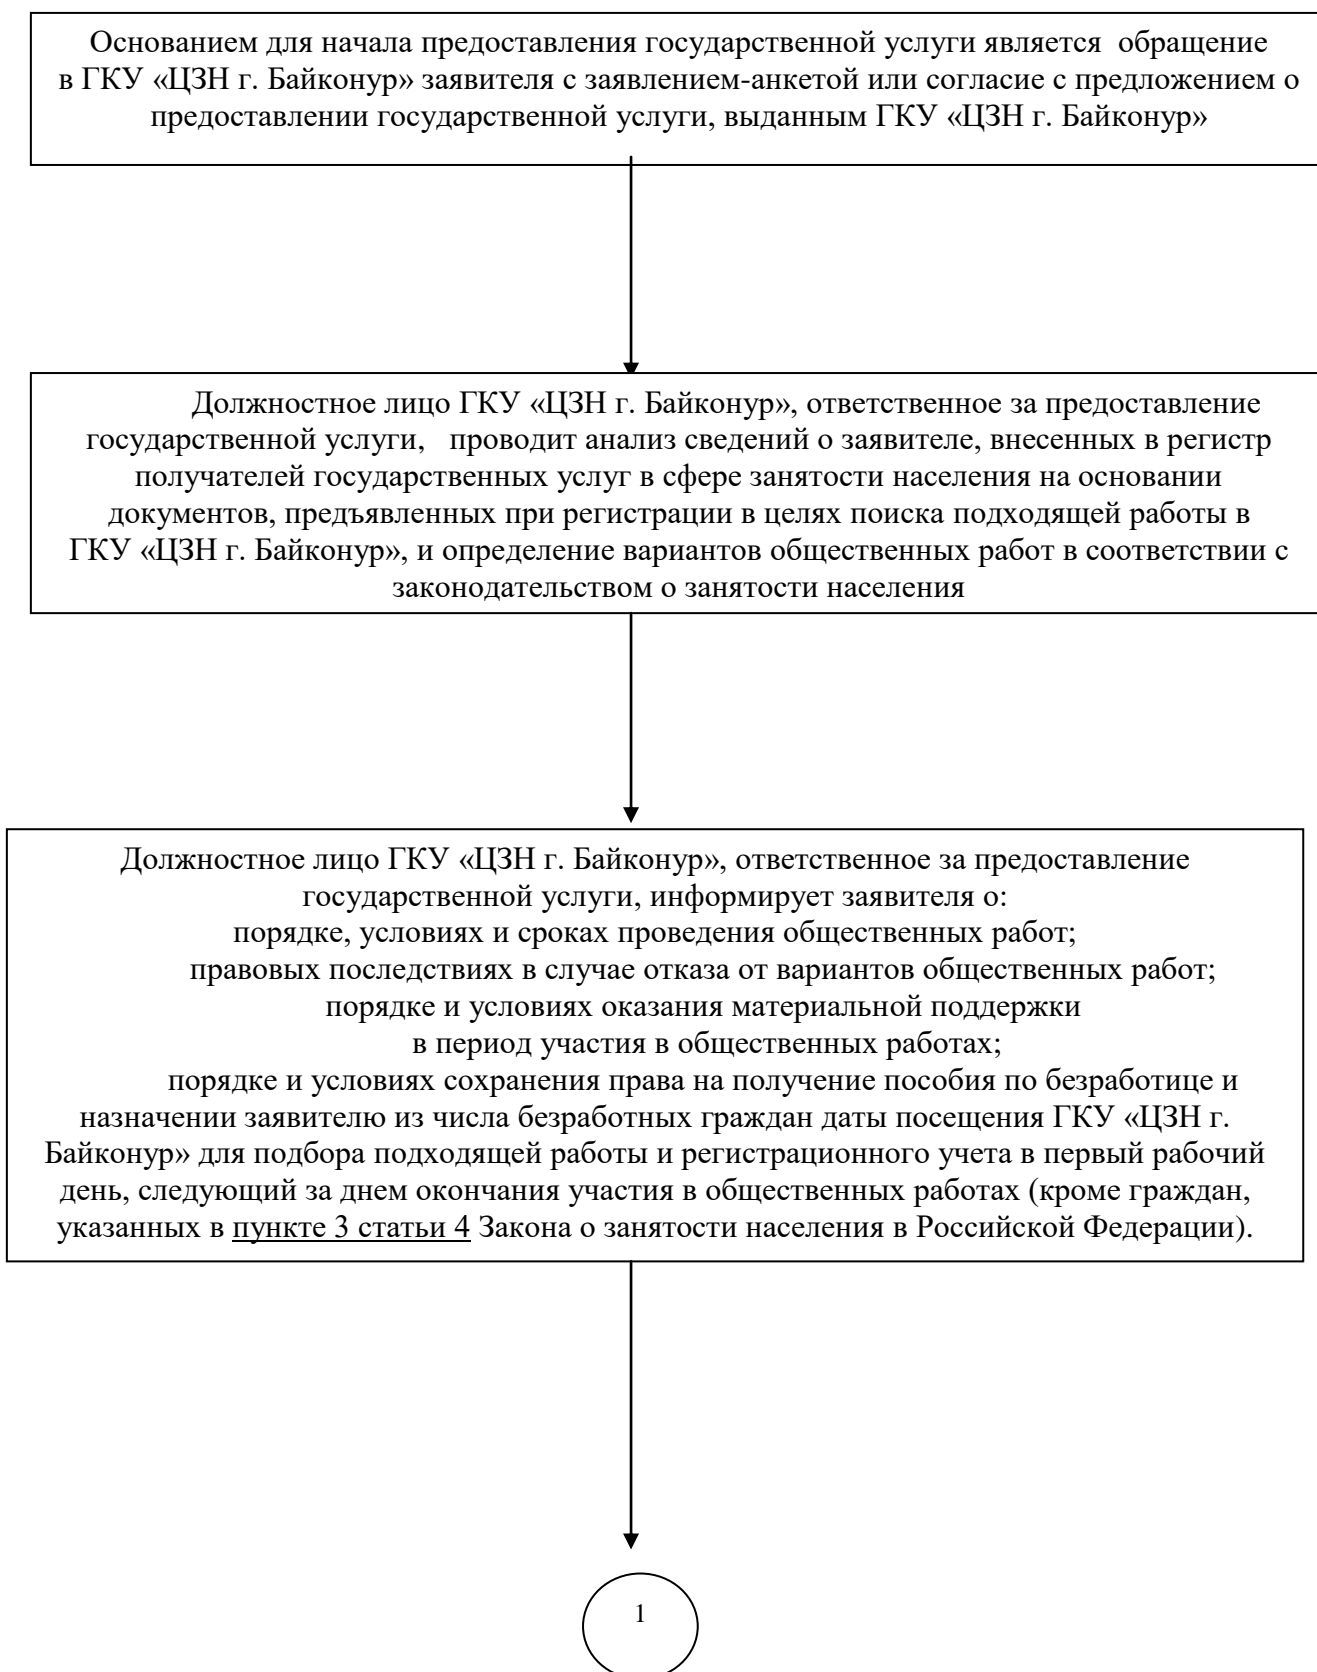 Основанием для начала предоставления государственной услуги является обращение
в ГКУ «ЦЗН г. Байконур» заявителя с заявлением-анкетой или согласие с предложением о
предоставлении государственной услуги, выданным ГКУ «ЦЗН г. Байконур»
Должностное лицо ГКУ «ЦЗН г. Байконур», ответственное за предоставление
государственной услуги, проводит анализ сведений о заявителе, внесенных в регистр
получателей государственных услуг в сфере занятости населения на основании
документов, предъявленных при регистрации в целях поиска подходящей работы в
ГКУ «ЦЗН г. Байконур», и определение вариантов общественных работ в соответствии с
законодательством о занятости населения
Должностное лицо ГКУ «ЦЗН г. Байконур», ответственное за предоставление
государственной услуги, информирует заявителя о:
порядке, условиях и сроках проведения общественных работ;
правовых последствиях в случае отказа от вариантов общественных работ;
порядке и условиях оказания материальной поддержки
в период участия в общественных работах;
порядке и условиях сохранения права на получение пособия по безработице и
назначении заявителю из числа безработных граждан даты посещения ГКУ «ЦЗН г.
Байконур» для подбора подходящей работы и регистрационного учета в первый рабочий
день, следующий за днем окончания участия в общественных работах (кроме граждан,
указанных в пункте 3 статьи 4 Закона о занятости населения в Российской Федерации).
1